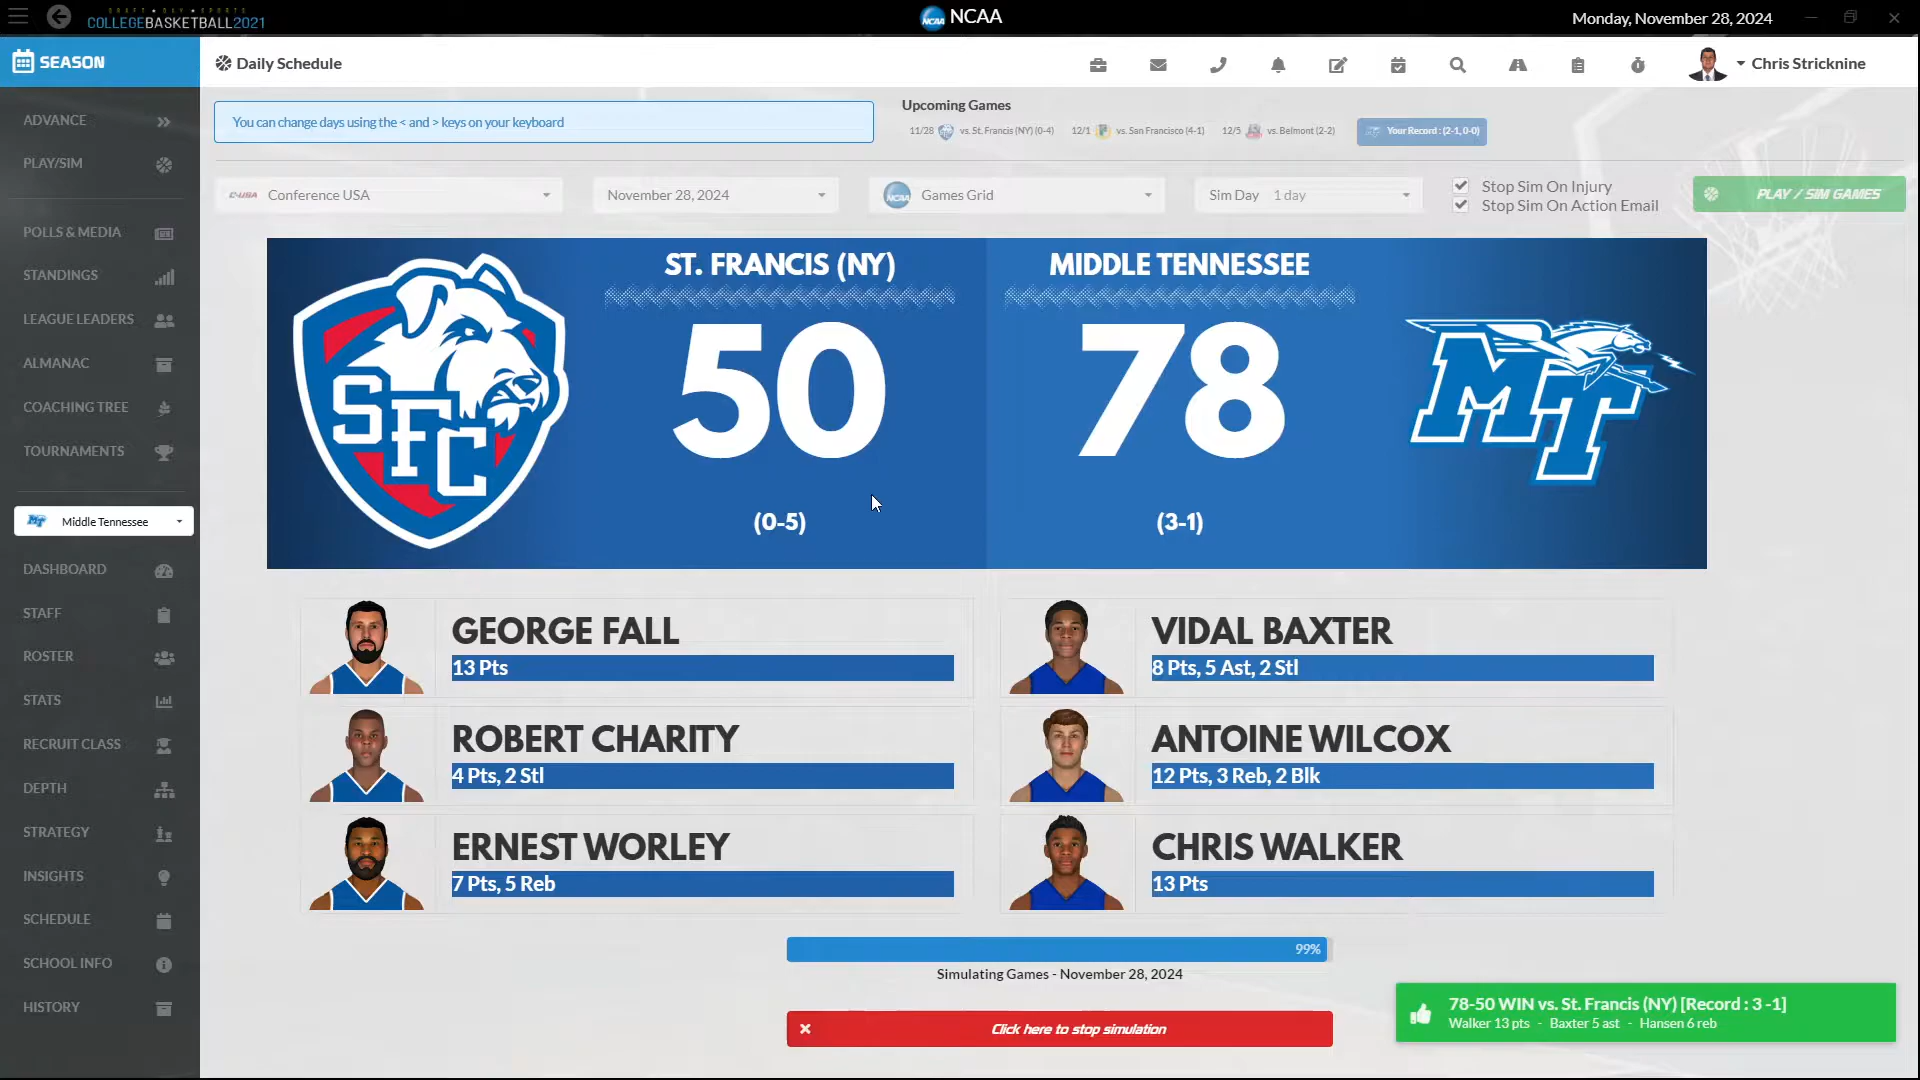 DRAFT • DAY • SPORTS
COLLEGEBASKETBALL2021
NCAA
Monday, November 28, 2024
SEASON
Daily Schedule
Chris Stricknine
ADVANCE
PLAY/SIM
POLLS & MEDIA
STANDINGS
LEAGUE LEADERS
ALMANAC
COACHING TREE
TOURNAMENTS
Middle Tennessee
DASHBOARD
STAFF
ROSTER
STATS
RECRUIT CLASS
DEPTH
STRATEGY
INSIGHTS
SCHEDULE
SCHOOL INFO
HISTORY
You can change days using the < and > keys on your keyboard
Upcoming Games
11/28 vs. St. Francis (NY) (0-4) 12/1 vs. San Francisco (4-1) 12/5 vs. Belmont (2-2) Your Record : (2-1, 0-0)
C-USA Conference USA
November 28, 2024
NCAA Games Grid
Sim Day 1 day
Stop Sim On Injury
Stop Sim On Action Email
PLAY / SIM GAMES
SFC
ST. FRANCIS (NY)
50
(0-5)
MIDDLE TENNESSEE
78
(3-1)
MT
GEORGE FALL
13 Pts
ROBERT CHARITY
4 Pts, 2 Stl
ERNEST WORLEY
7 Pts, 5 Reb
VIDAL BAXTER
8 Pts, 5 Ast, 2 Stl
ANTOINE WILCOX
12 Pts, 3 Reb, 2 Blk
CHRIS WALKER
13 Pts
99%
Simulating Games - November 28, 2024
Click here to stop simulation
78-50 WIN vs. St. Francis (NY) [Record : 3 -1]
Walker 13 pts - Baxter 5 ast - Hansen 6 reb